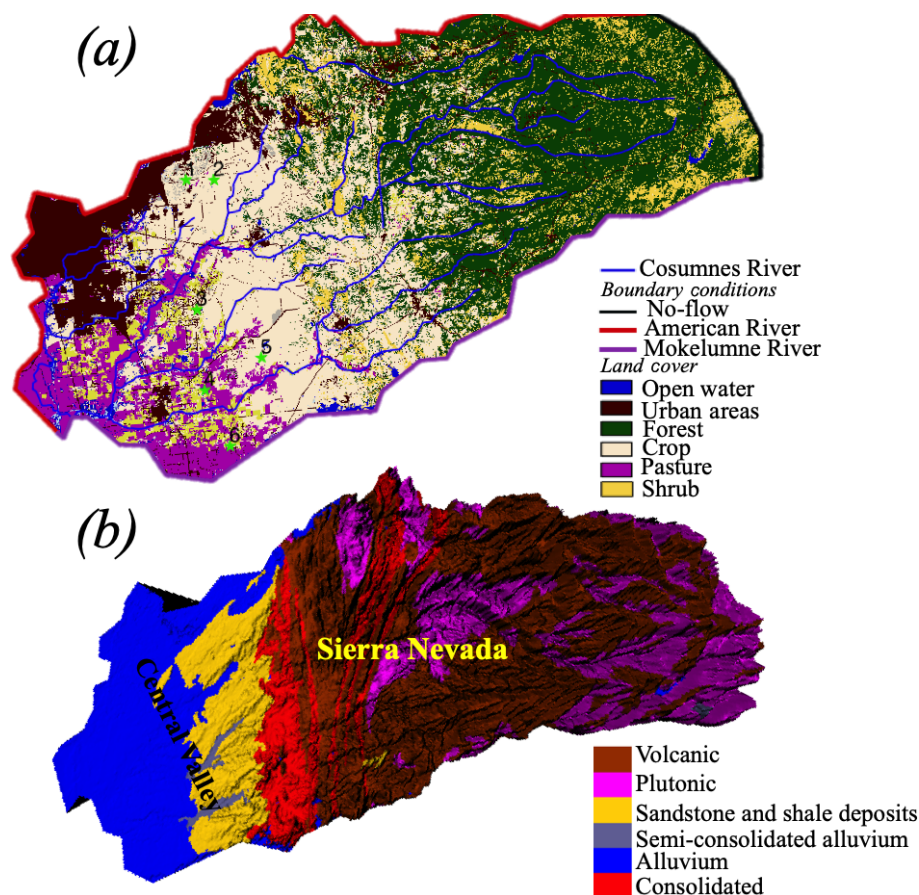 (a)
1 2
3
5
4
6
Cosumnes River
Boundary conditions
No-flow
American River
Mokelumne River
Land cover
Open water
Urban areas
Forest
Crop
Pasture
Shrub
(b)
Sierra Nevada
Central Valley
Volcanic
Plutonic
Sandstone and shale deposits
Semi-consolidated alluvium
Alluvium
Consolidated